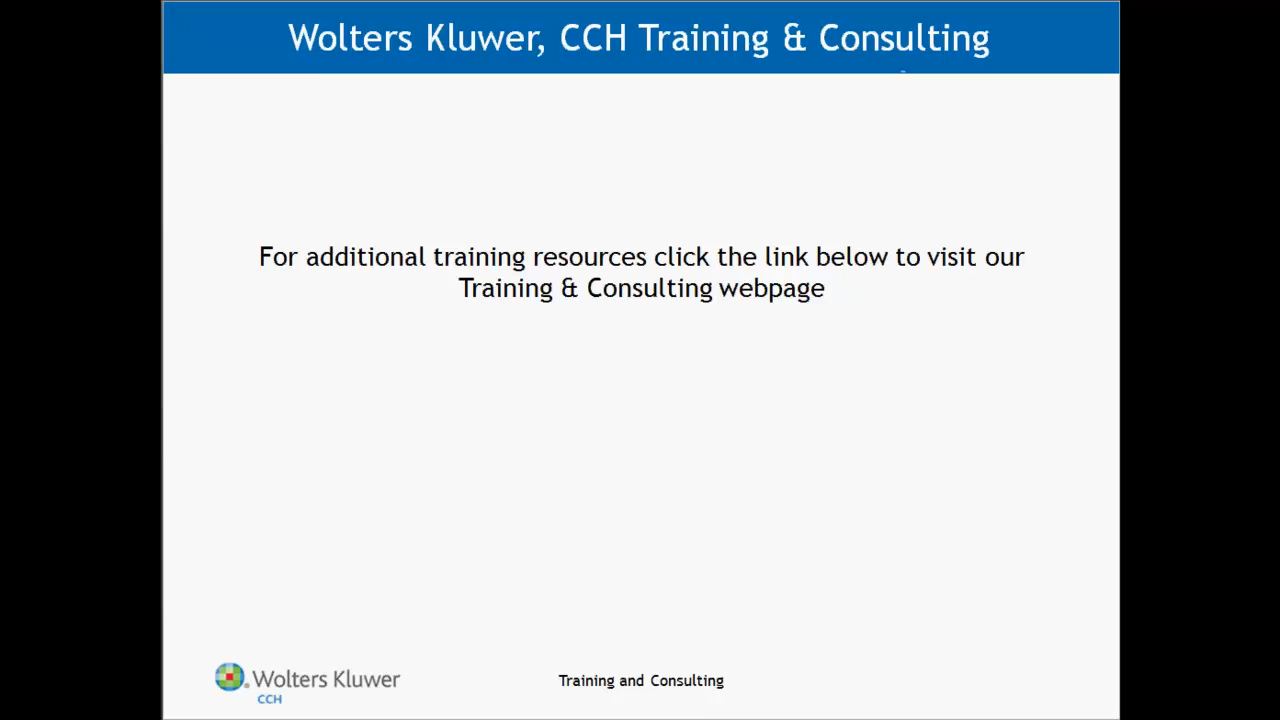 Wolters Kluwer, CCH Training & Consulting
For additional training resources click the link below to visit our
Training & Consulting webpage
Wolters Kluwer
CCH
Training and Consulting